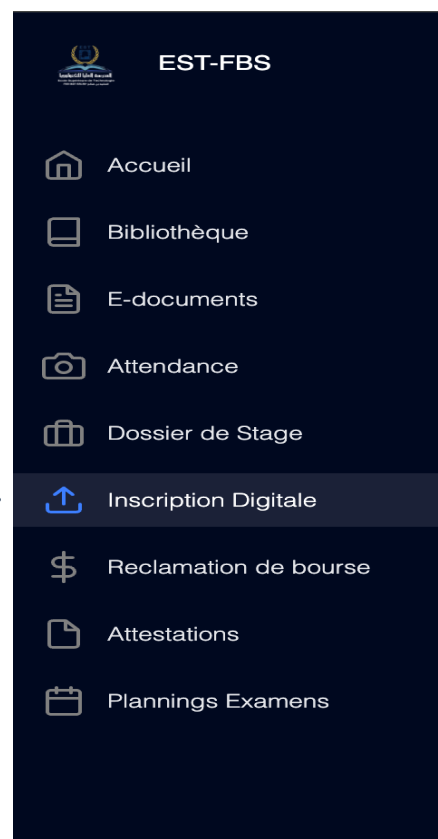 EST-FBS
Accueil
Bibliothèque
E-documents
Attendance
Dossier de Stage
Inscription Digitale
Reclamation de bourse
Attestations
Plannings Examens